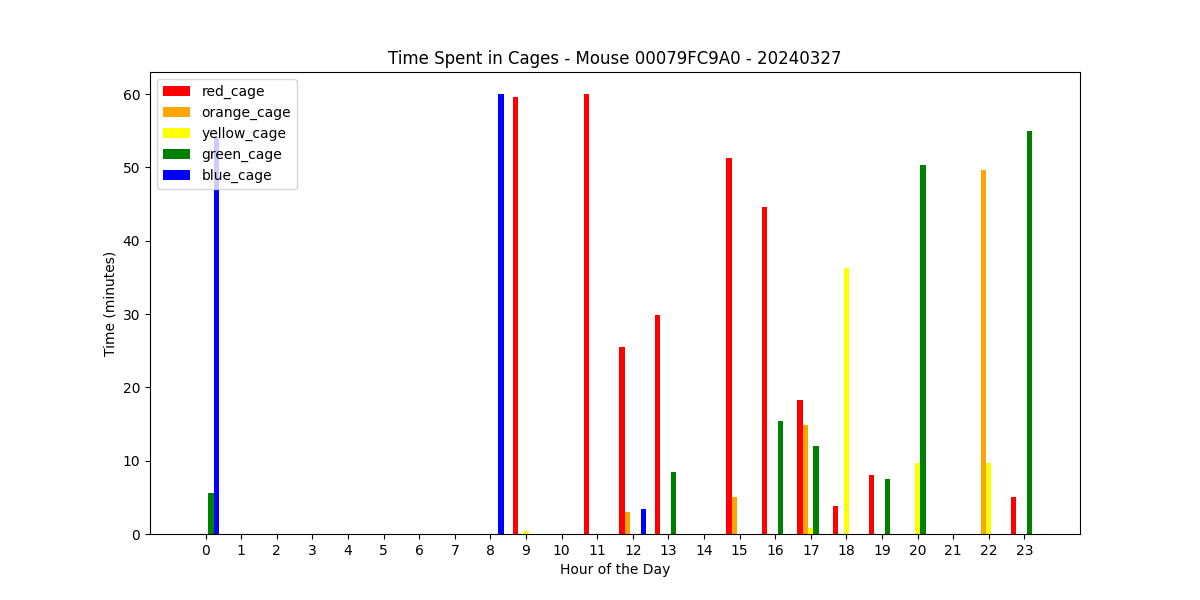 Time Spent in Cages - Mouse 00079FC9A0 - 20240327
red_cage
orange_cage
yellow_cage
green_cage
blue_cage
60
50
40
30
20
10
0
Time (minutes)
0 1 2 3 4 5 6 7 8 9 10 11 12 13 14 15 16 17 18 19 20 21 22 23
Hour of the Day